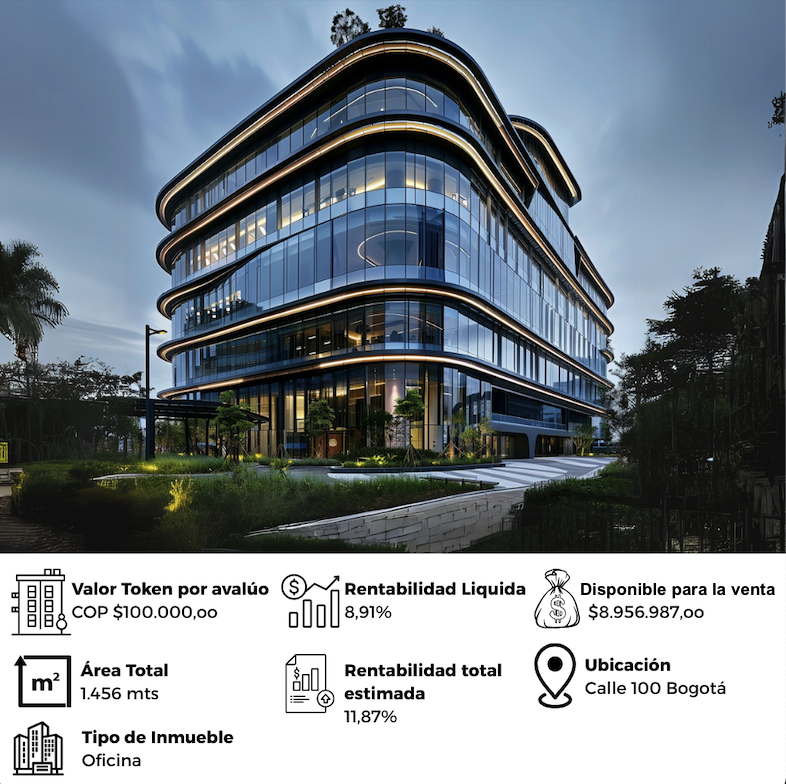 Valor Token por avalúo
COP $100.000,oo
Rentabilidad Liquida
8,91%
Disponible para la venta
$8.956.987,oo
m²
Área Total
1.456 mts
Rentabilidad total
estimada
11,87%
Ubicación
Calle 100 Bogotá
Tipo de Inmueble
Oficina